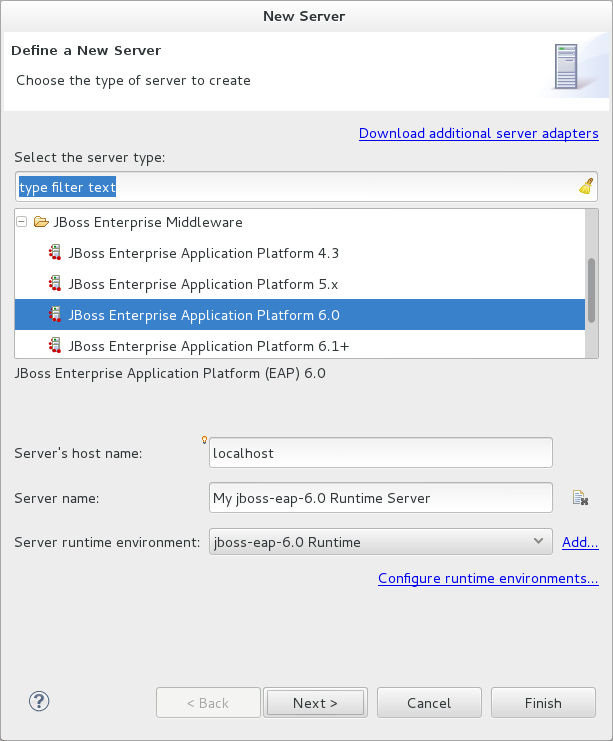 New Server
Define a New Server
Choose the type of server to create
Download additional server adapters
Select the server type:
type filter text
JBoss Enterprise Middleware
JBoss Enterprise Application Platform 4.3
JBoss Enterprise Application Platform 5.x
JBoss Enterprise Application Platform 6.0
JBoss Enterprise Application Platform 6.1+
JBoss Enterprise Application Platform (EAP) 6.0
Server's host name: localhost
Server name: My jboss-eap-6.0 Runtime Server
Server runtime environment: jboss-eap-6.0 Runtime Add...
Configure runtime environments...
? < Back Next > Cancel Finish